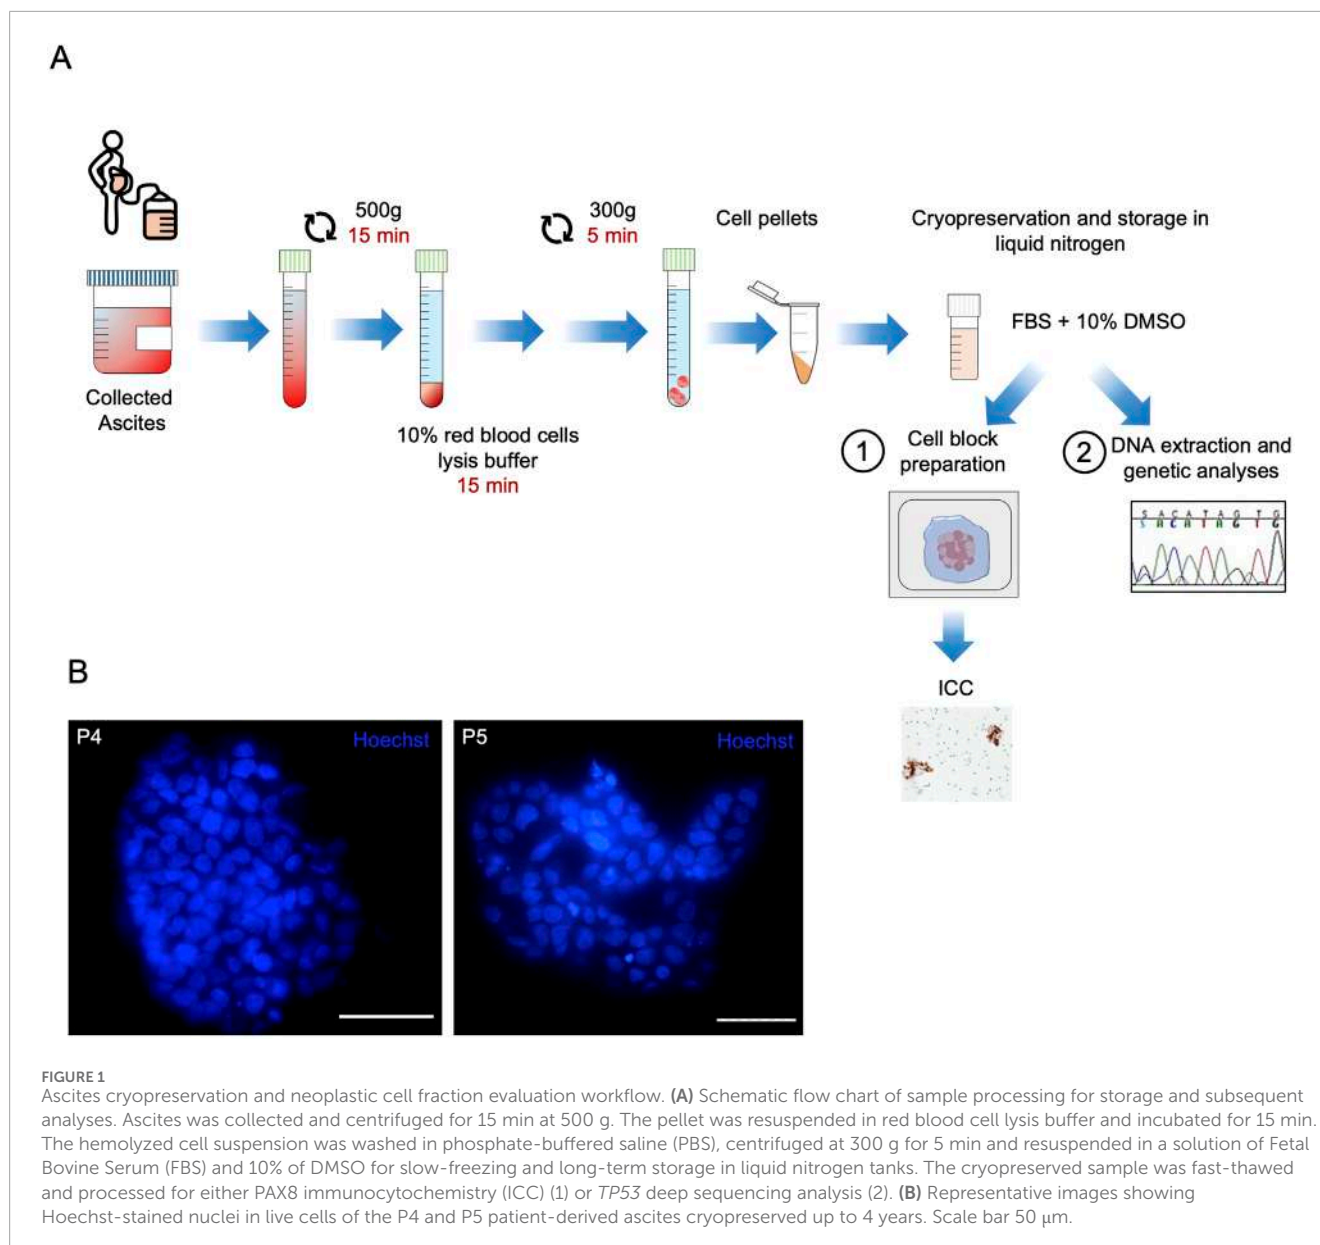 A
500g
15 min
300g
5 min
Cell pellets
Cryopreservation and storage in
liquid nitrogen
FBS + 10% DMSO
Collected
Ascites
10% red blood cells
lysis buffer
15 min
1
Cell block
preparation
2
DNA extraction and
genetic analyses
S A C A T A G T G
S A C A T A G T G
ICC
B
P4
Hoechst
P5
Hoechst
FIGURE 1
Ascites cryopreservation and neoplastic cell fraction evaluation workflow. (A) Schematic flow chart of sample processing for storage and subsequent
analyses. Ascites was collected and centrifuged for 15 min at 500 g. The pellet was resuspended in red blood cell lysis buffer and incubated for 15 min.
The hemolyzed cell suspension was washed in phosphate-buffered saline (PBS), centrifuged at 300 g for 5 min and resuspended in a solution of Fetal
Bovine Serum (FBS) and 10% of DMSO for slow-freezing and long-term storage in liquid nitrogen tanks. The cryopreserved sample was fast-thawed
and processed for either PAX8 immunocytochemistry (ICC) (1) or TP53 deep sequencing analysis (2). (B) Representative images showing
Hoechst-stained nuclei in live cells of the P4 and P5 patient-derived ascites cryopreserved up to 4 years. Scale bar 50 μm.